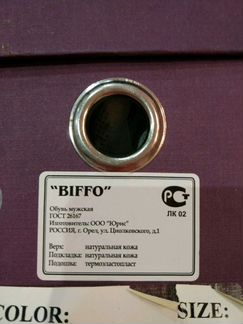 "BIFFO"
Обувь мужская
ГОСТ 26167
Изготовитель: ООО "Юрис"
РОССИЯ, г. Орел, ул. Циолковского, д.1
РСТ
ЛК 02
Верх: натуральная кожа
Подкладка: натуральная кожа
Подошва: термоэластопласт
COLOR:
SIZE: